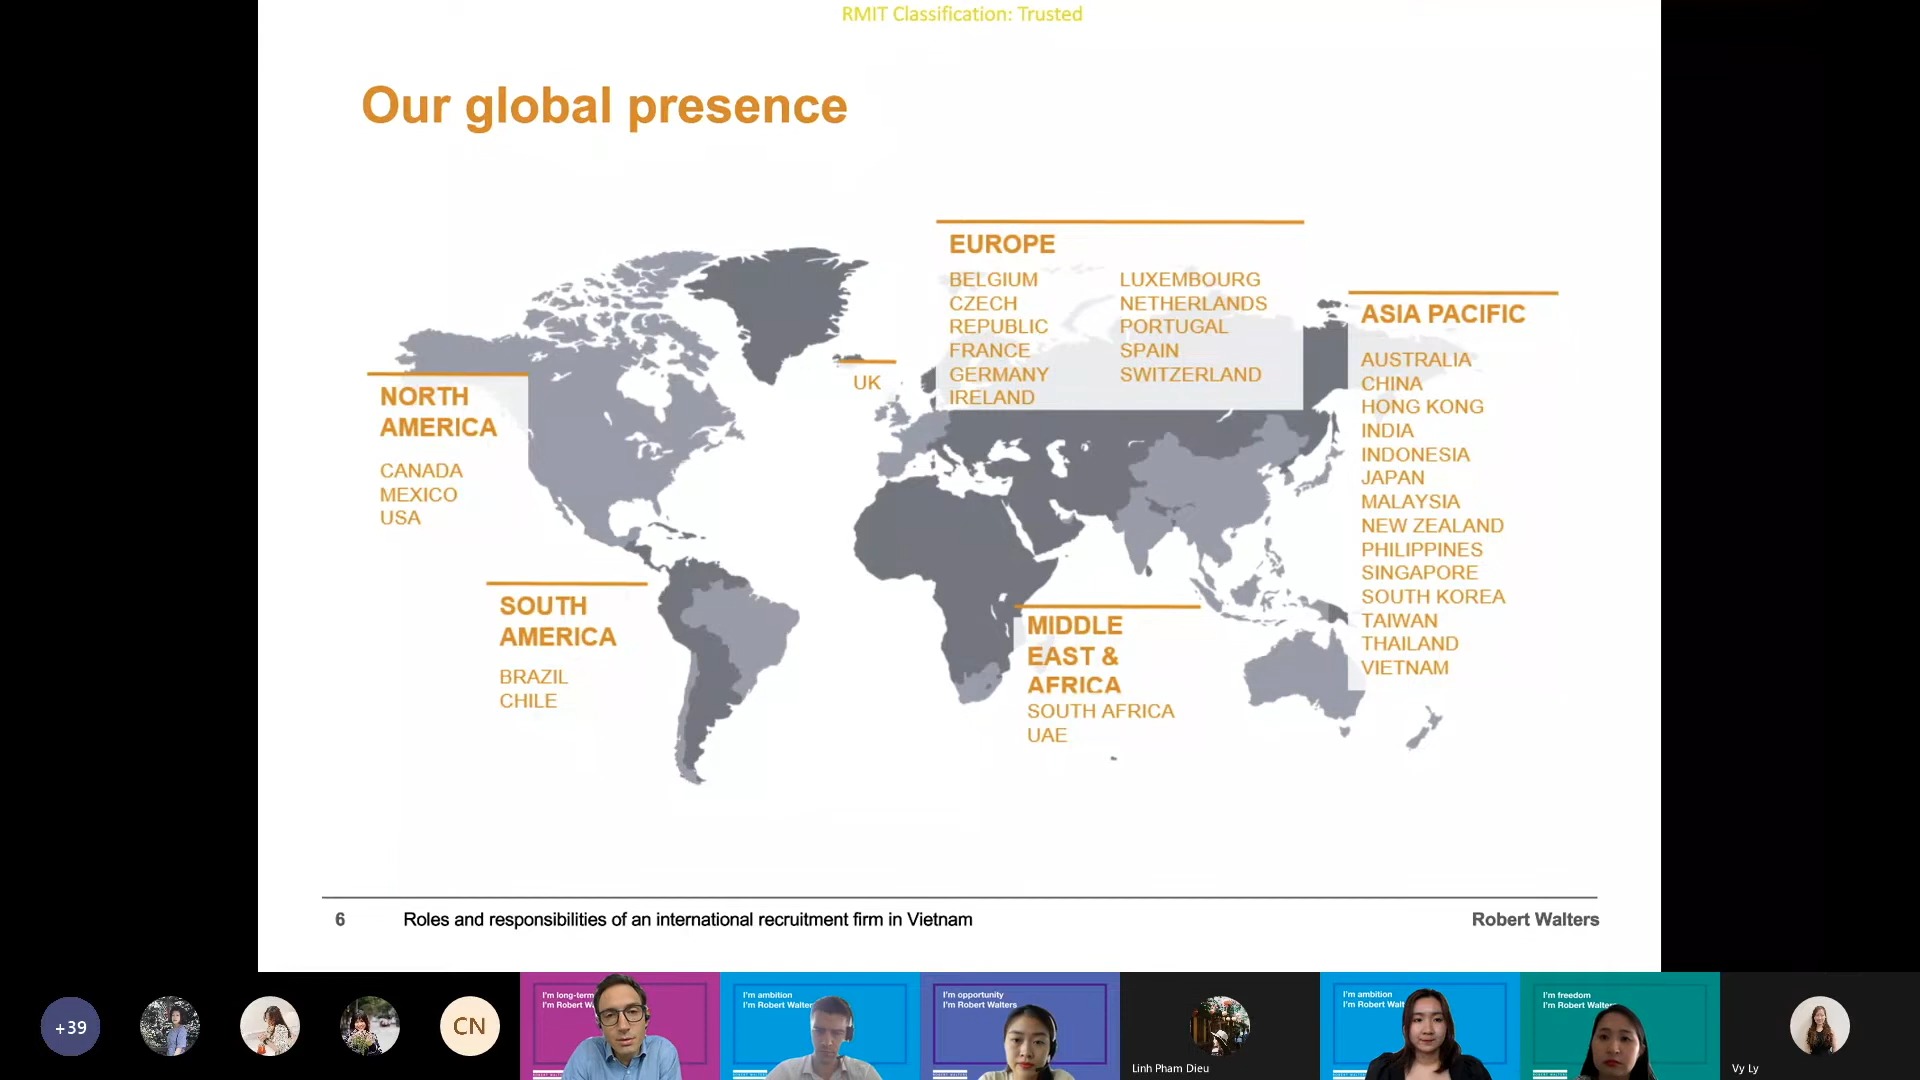 RMIT Classification: Trusted
Our global presence
EUROPE
BELGIUM
CZECH
REPUBLIC
FRANCE
GERMANY
IRELAND
LUXEMBOURG
NETHERLANDS
PORTUGAL
SPAIN
SWITZERLAND
ASIA PACIFIC
AUSTRALIA
CHINA
HONG KONG
INDIA
INDONESIA
JAPAN
MALAYSIA
NEW ZEALAND
PHILIPPINES
SINGAPORE
SOUTH KOREA
TAIWAN
THAILAND
VIETNAM
UK
NORTH
AMERICA
CANADA
MEXICO
USA
SOUTH
AMERICA
BRAZIL
CHILE
MIDDLE
EAST &
AFRICA
SOUTH AFRICA
UAE
6 Roles and responsibilities of an international recruitment firm in Vietnam Robert Walters
+39
CN
I'm long-term
I'm Robert
I'm ambition
I'm Robert Walters
I'm opportunity
I'm Robert Walters
Linh Pham Dieu
I'm ambition
I'm Robert
I'm freedom
I'm Robert Walters
Vy Ly